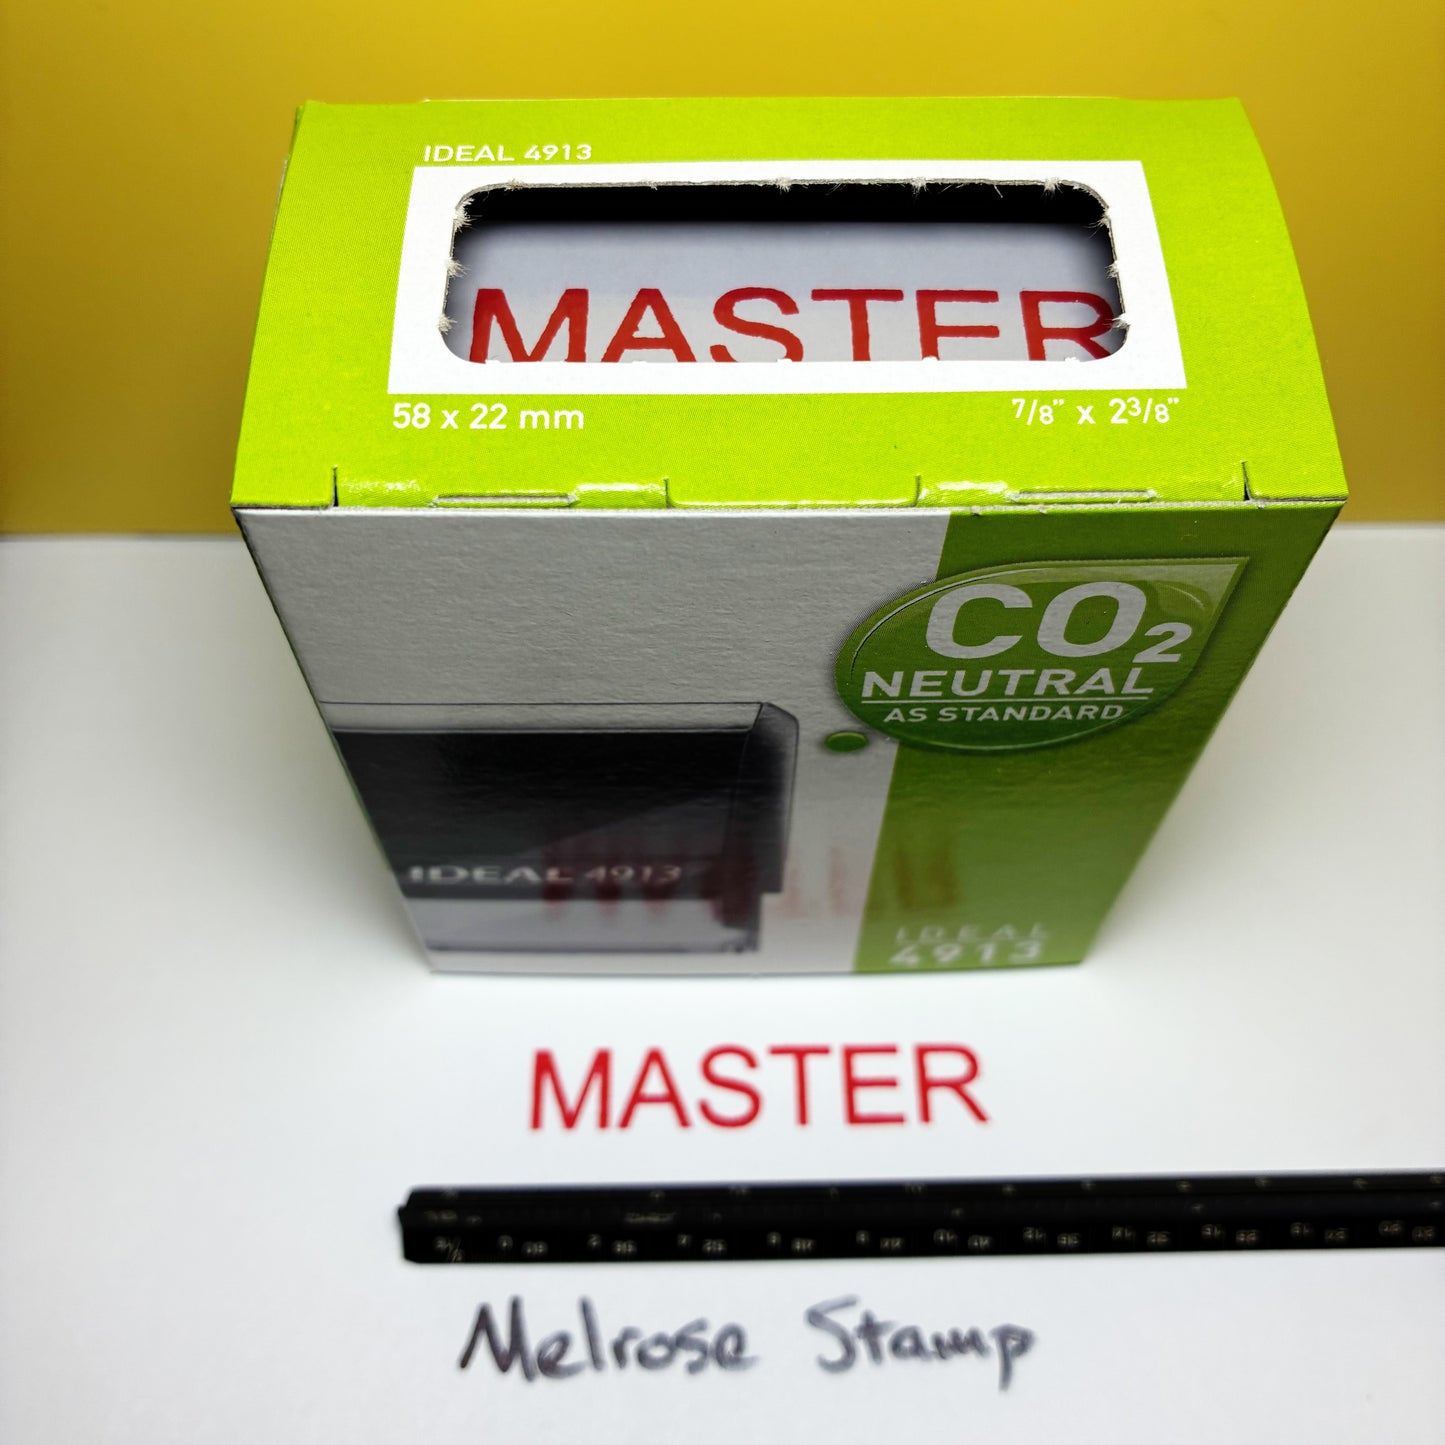 IDEAL 4913
MASTER
58 x 22 mm
7/8" x 2 3/8"
CO2
NEUTRAL
AS STANDARD
IDEAL 4913
IDEAL
4913
MASTER
Melrose Stamp